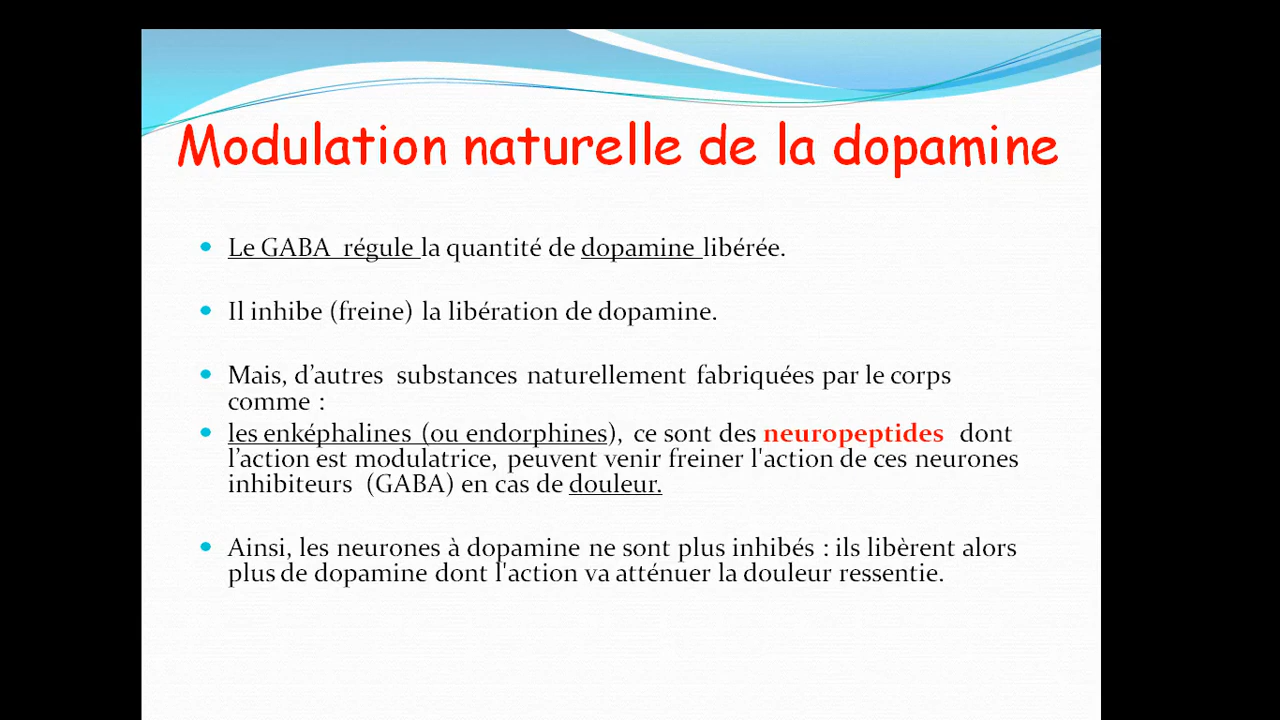 Modulation naturelle de la dopamine
• Le GABA régule la quantité de dopamine libérée.
• Il inhibe (freine) la libération de dopamine.
• Mais, d’autres substances naturellement fabriquées par le corps
comme :
• les enképhalines (ou endorphines), ce sont des neuropeptides dont
l’action est modulatrice, peuvent venir freiner l'action de ces neurones
inhibiteurs (GABA) en cas de douleur.
• Ainsi, les neurones à dopamine ne sont plus inhibés : ils libèrent alors
plus de dopamine dont l'action va atténuer la douleur ressentie.